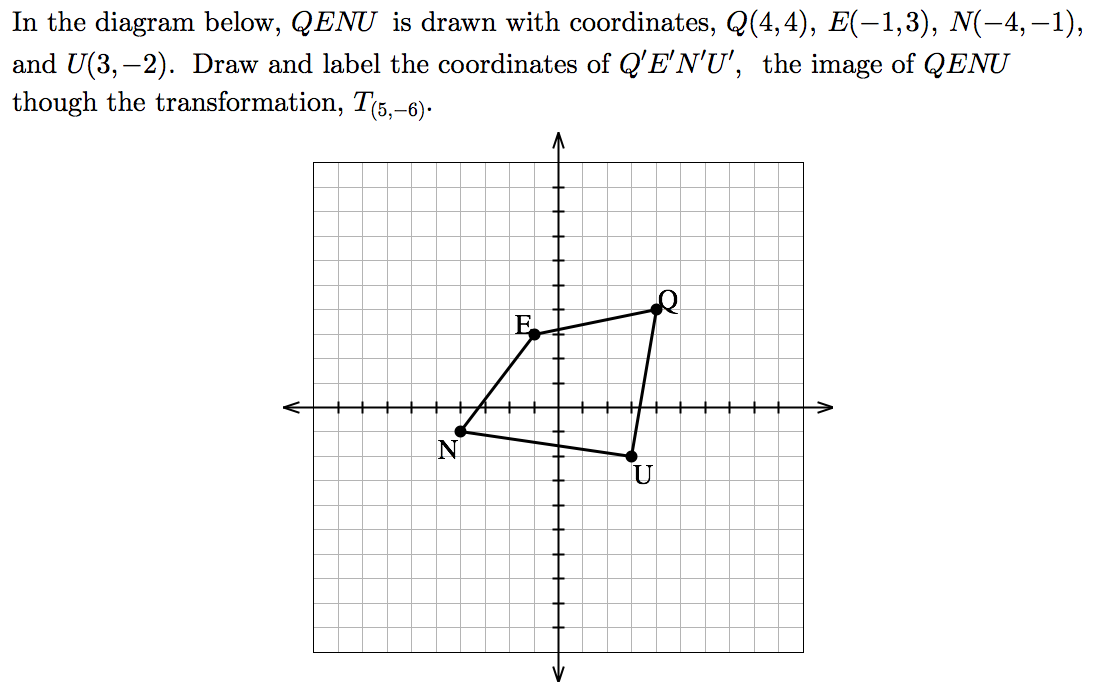 In the diagram below, QENU is drawn with coordinates, Q(4,4), E(−1,3), N(−4,−1),
and U(3,−2). Draw and label the coordinates of Q′E′N′U′, the image of QENU
though the transformation, T(5,−6).
Q
E
N
U